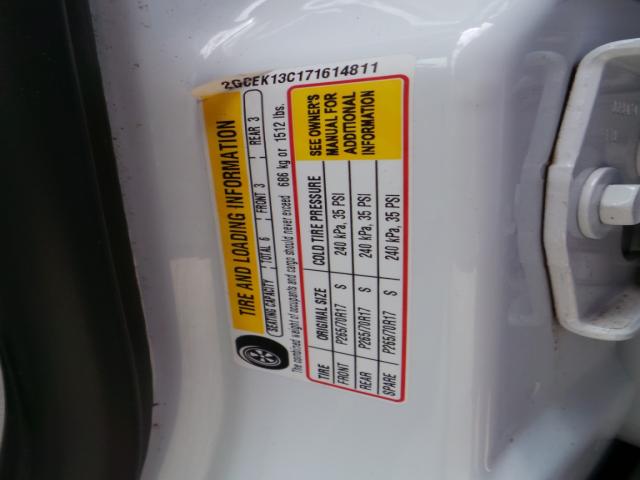 2GCEK13C171614811
TIRE AND LOADING INFORMATION
SEATING CAPACITY TOTAL 6 FRONT 3 REAR 3
The combined weight of occupants and cargo should never exceed 686 kg or 1512 lbs.
TIRE ORIGINAL SIZE COLD TIRE PRESSURE
FRONT P265/70R17 S 240 kPa, 35 PSI
REAR P265/70R17 S 240 kPa, 35 PSI
SPARE P265/70R17 S 240 kPa, 35 PSI
SEE OWNER'S
MANUAL FOR
ADDITIONAL
INFORMATION